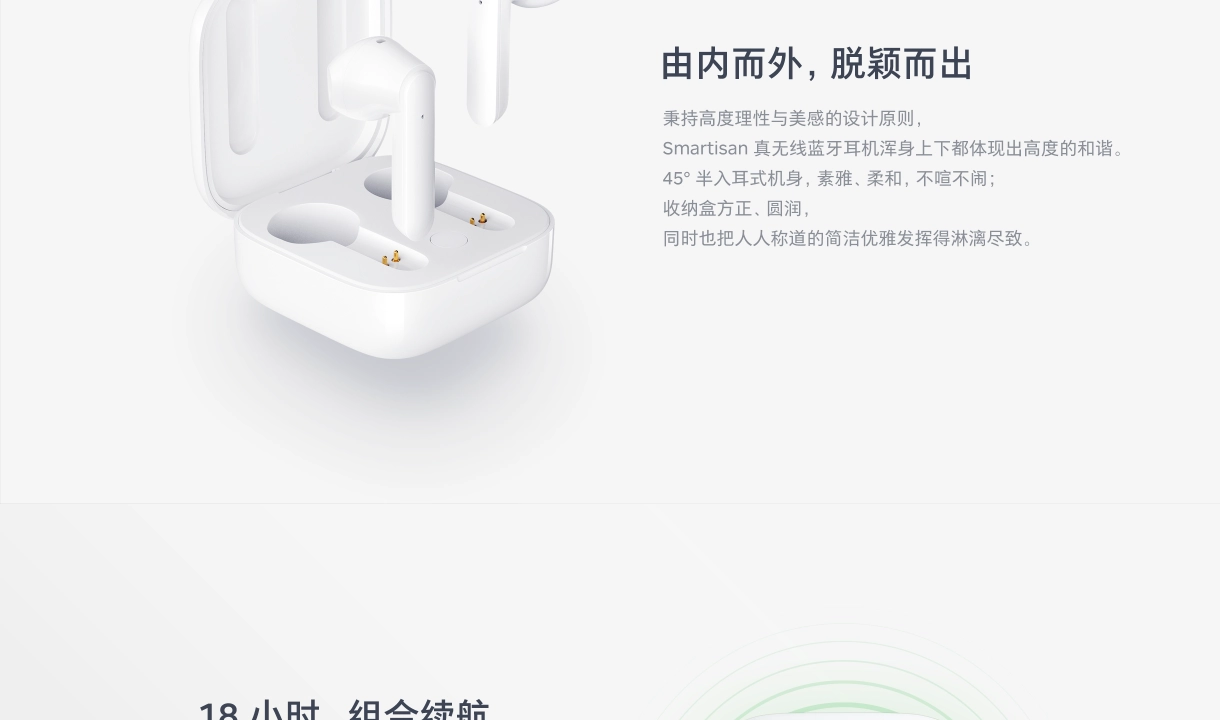 由内而外，脱颖而出
秉持高度理性与美感的设计原则，
Smartisan 真无线蓝牙耳机浑身上下都体现出高度的和谐。
45° 半入耳式机身，素雅、柔和，不喧不闹；
收纳盒方正、圆润，
同时也把人人称道的简洁优雅发挥得淋漓尽致。
18 小时，组合续航